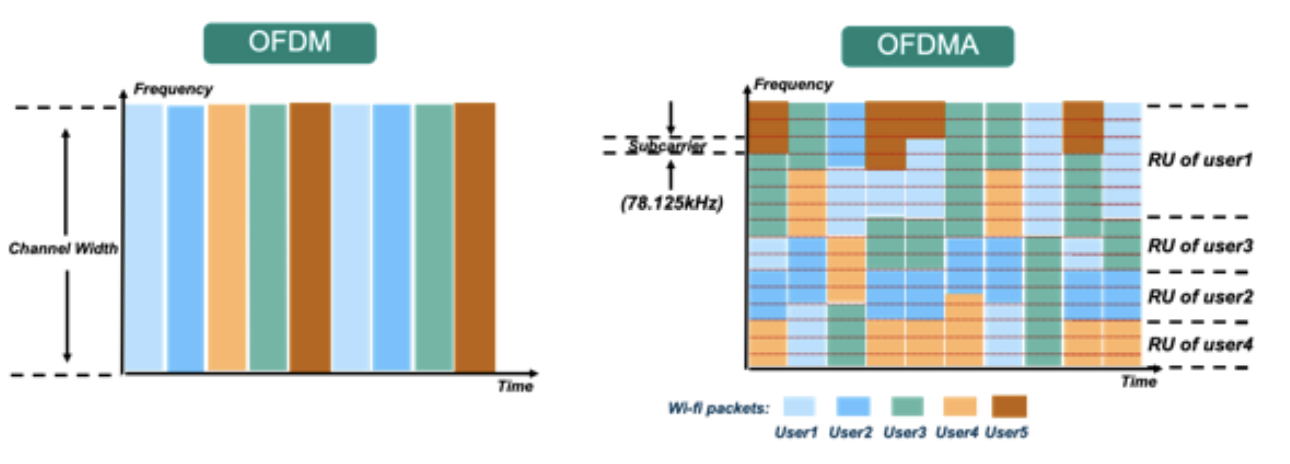 OFDM
Frequency
Channel Width
Time
OFDMA
Frequency
Subcarrier
(78.125kHz)
RU of user1
RU of user3
RU of user2
RU of user4
Time
Wi-fi packets:
User1 User2 User3 User4 User5